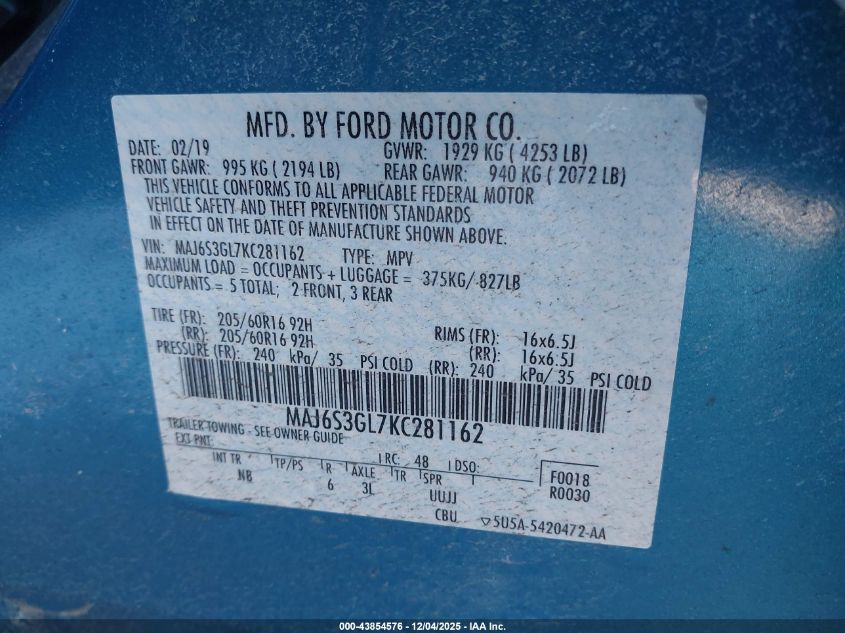 MFD. BY FORD MOTOR CO.
DATE: 02/19 GVWR: 1929 KG ( 4253 LB)
FRONT GAWR: 995 KG ( 2194 LB) REAR GAWR: 940 KG ( 2072 LB)
THIS VEHICLE CONFORMS TO ALL APPLICABLE FEDERAL MOTOR
VEHICLE SAFETY AND THEFT PREVENTION STANDARDS
IN EFFECT ON THE DATE OF MANUFACTURE SHOWN ABOVE.
VIN: MAJ6S3GL7KC281162 TYPE: MPV
MAXIMUM LOAD = OCCUPANTS + LUGGAGE = 375KG/ 827LB
OCCUPANTS = 5 TOTAL; 2 FRONT, 3 REAR
TIRE (FR): 205/60R16 92H RIMS (FR): 16x6.5J
(RR): 205/60R16 92H (RR): 16x6.5J
PRESSURE (FR): 240 kPa/ 35 PSI COLD (RR): 240 kPa/ 35 PSI COLD
MAJ6S3GL7KC281162
TRAILER TOWING - SEE OWNER GUIDE
EXT PNT: RC: 48 DSO: F0018
INT TR TP/PS R AXLE TR SPR R0030
NB 6 3L UUJJ
CBU 5U5A-5420472-AA
000-43854576 - 12/04/2025 - IAA Inc.